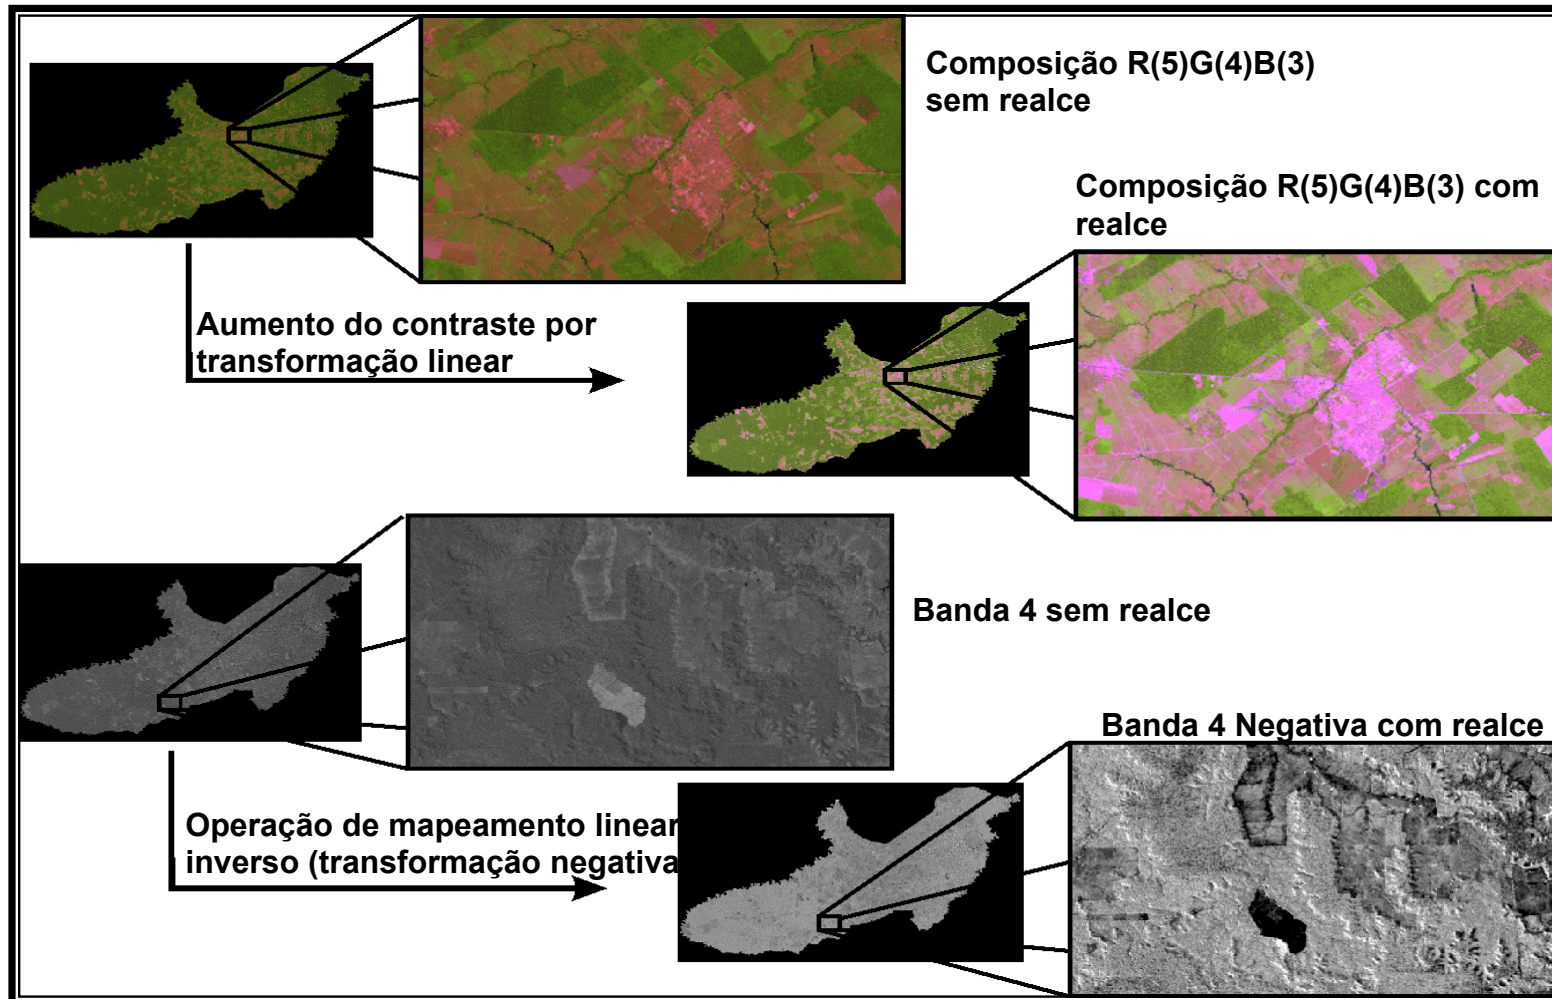 Composição R(5)G(4)B(3)
sem realce
Composição R(5)G(4)B(3) com
realce
Aumento do contraste por
transformação linear
Banda 4 sem realce
Banda 4 Negativa com realce
Operação de mapeamento linear
inverso (transformação negativa